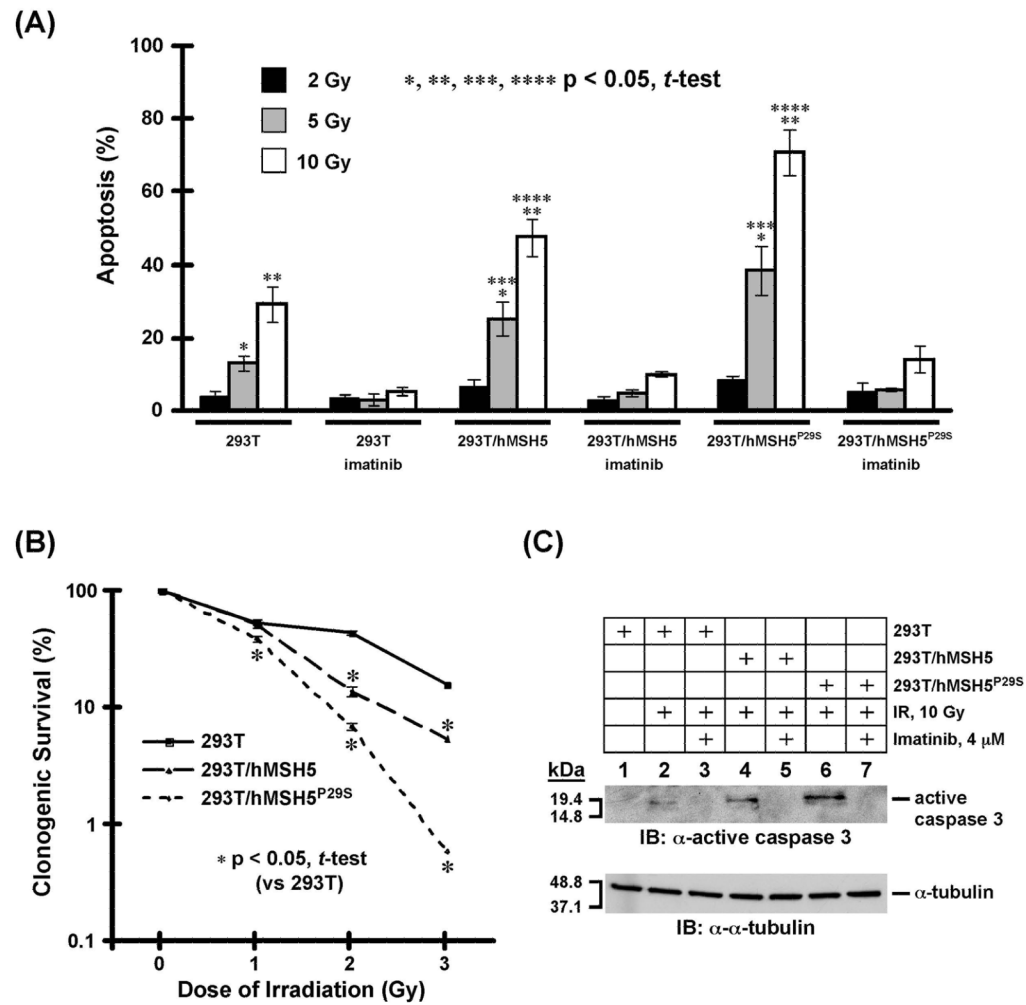 (A)
100
80
60
40
20
0
Apoptosis (%)
2 Gy
5 Gy
10 Gy
*, **, ***, **** p < 0.05, t-test
*
**
***
*
****
**
***
*
****
**
293T
293T
imatinib
293T/hMSH5
293T/hMSH5
imatinib
293T/hMSH5P29S
293T/hMSH5P29S
imatinib
(B)
100
10
1
0.1
Clonogenic Survival (%)
293T
293T/hMSH5
293T/hMSH5P29S
* p < 0.05, t-test
(vs 293T)
*
*
*
*
*
0 1 2 3
Dose of Irradiation (Gy)
(C)
+ + + 293T
+ + 293T/hMSH5
+ + 293T/hMSH5P29S
+ + + + + + IR, 10 Gy
+ + + Imatinib, 4 μM
kDa 1 2 3 4 5 6 7
19.4
14.8
active
caspase 3
IB: α-active caspase 3
48.8
37.1
α-tubulin
IB: α-α-tubulin